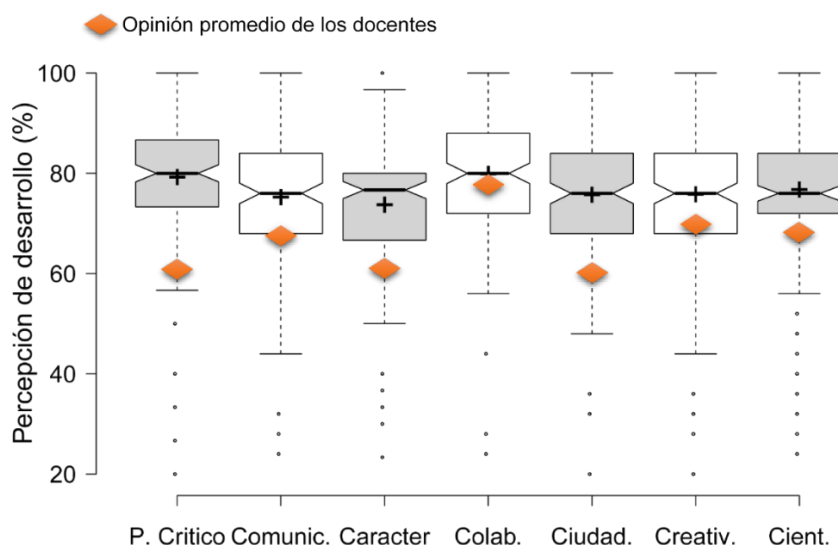 Opinión promedio de los docentes
Percepción de desarrollo (%)
100
80
60
40
20
P. Critico Comunic. Caracter Colab. Ciudad. Creativ. Cient.